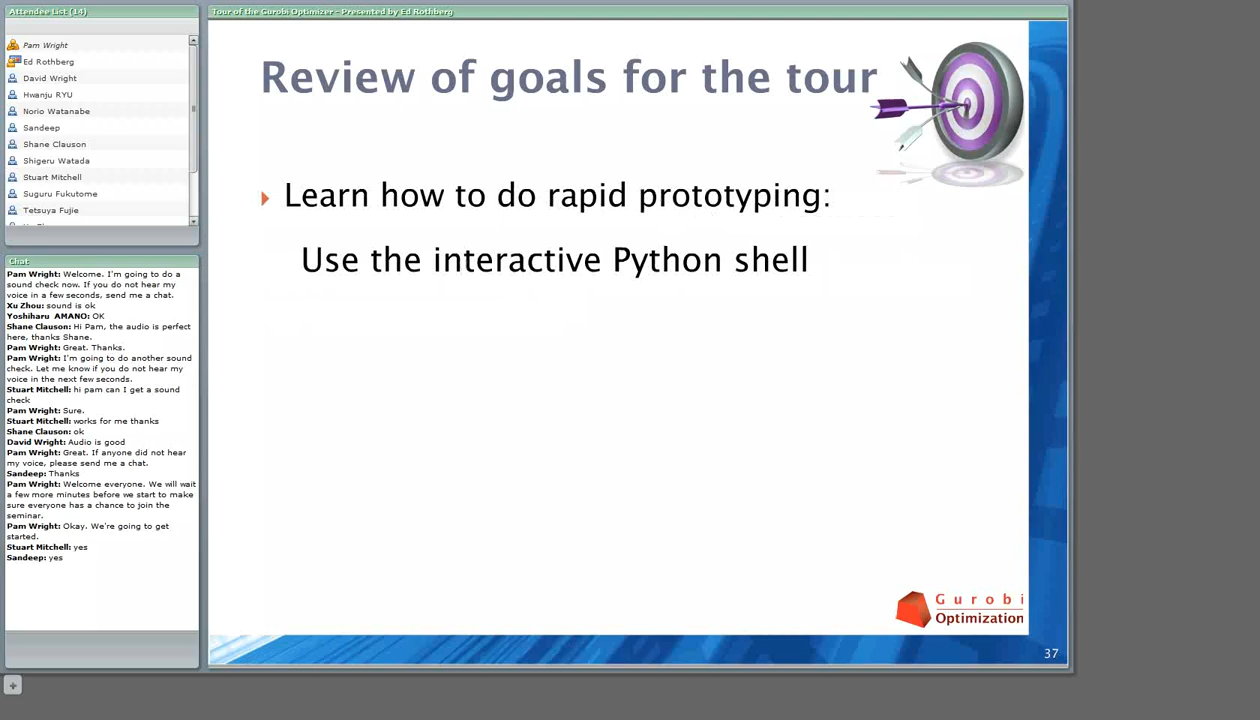 Attendee List (14)
Pam Wright
Ed Rothberg
David Wright
Hwanju RYU
Norio Watanabe
Sandeep
Shane Clauson
Shigeru Watada
Stuart Mitchell
Suguru Fukutome
Tetsuya Fujie
Chat
Pam Wright: Welcome. I'm going to do a
sound check now. If you do not hear my
voice in a few seconds, send me a chat.
Xu Zhou: sound is ok
Yoshiharu AMANO: OK
Shane Clauson: Hi Pam, the audio is perfect
here, thanks Shane.
Pam Wright: Great. Thanks.
Pam Wright: I'm going to do another sound
check. Let me know if you do not hear my
voice in the next few seconds.
Stuart Mitchell: hi pam can I get a sound
check
Pam Wright: Sure.
Stuart Mitchell: works for me thanks
Shane Clauson: ok
David Wright: Audio is good
Pam Wright: Great. If anyone did not hear
my voice, please send me a chat.
Sandeep: Thanks
Pam Wright: Welcome everyone. We will wait
a few more minutes before we start to make
sure everyone has a chance to join the
seminar.
Pam Wright: Okay. We're going to get
started.
Stuart Mitchell: yes
Sandeep: yes
Tour of the Gurobi Optimizer - Presented by Ed Rothberg
Review of goals for the tour
Learn how to do rapid prototyping:
Use the interactive Python shell
Gurobi
Optimization
37